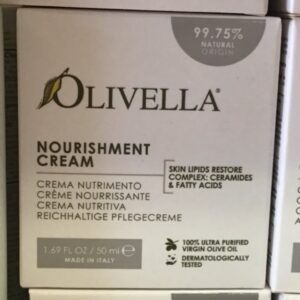 99.75%
NATURAL
ORIGIN
OLIVELLA®
NOURISHMENT
CREAM
CREMA NUTRIMENTO
CRÈME NOURRISSANTE
CREMA NUTRITIVA
REICHHALTIGE PFLEGECREME
SKIN LIPIDS RESTORE
COMPLEX: CERAMIDES
& FATTY ACIDS
1.69 FL OZ / 50 ml ℮
MADE IN ITALY
100% ULTRA PURIFIED
VIRGIN OLIVE OIL
DERMATOLOGICALLY
TESTED